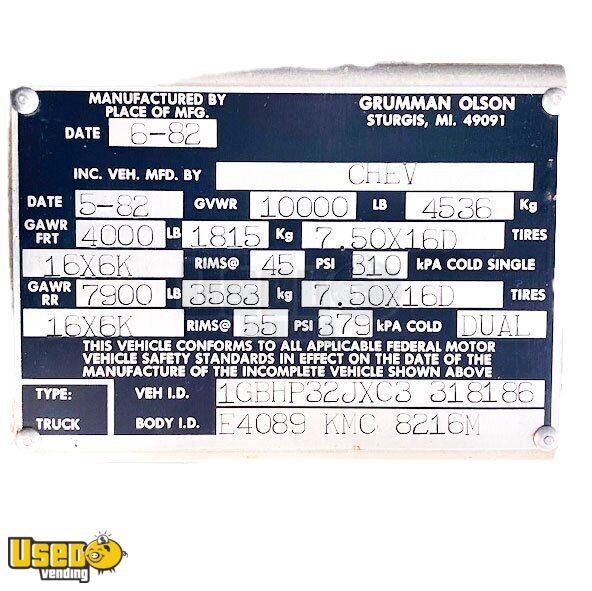 MANUFACTURED BY GRUMMAN OLSON
PLACE OF MFG. STURGIS, MI. 49091
DATE 6-82
INC. VEH. MFD. BY CHEV
DATE 5-82 GVWR 10000 LB 4536 Kg
GAWR FRT 4000 LB 1815 Kg 7.50X16D TIRES
16X6K RIMS@ 45 PSI 310 kPA COLD SINGLE
GAWR RR 7900 LB 3583 kg 7.50X16D TIRES
16X6K RIMS@ 55 PSI 379 kPA COLD DUAL
THIS VEHICLE CONFORMS TO ALL APPLICABLE FEDERAL MOTOR
VEHICLE SAFETY STANDARDS IN EFFECT ON THE DATE OF THE
MANUFACTURE OF THE INCOMPLETE VEHICLE SHOWN ABOVE
TYPE: VEH I.D. 1GBHP32JXC3 318186
TRUCK BODY I.D. E4089 KMC 8216M
USED
vending